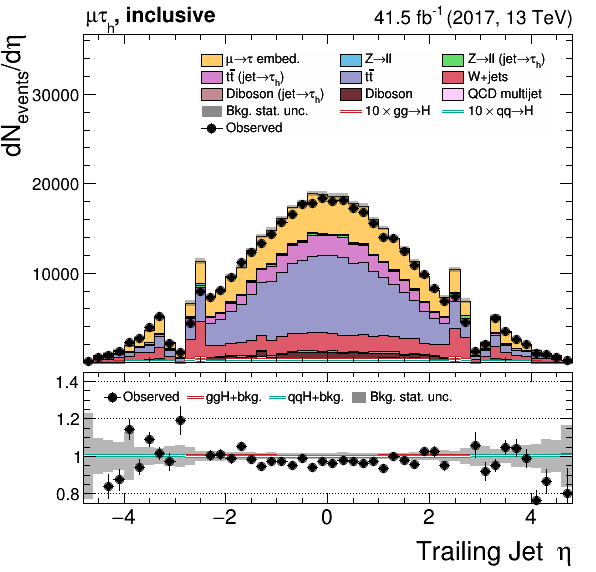 μτh, inclusive
41.5 fb⁻¹ (2017, 13 TeV)
dNevents/dη
30000
20000
10000
μ→τ embed.
Z→ll
Z→ll (jet→τh)
tt̄ (jet→τh)
tt̄
W+jets
Diboson (jet→τh)
Diboson
QCD multijet
Bkg. stat. unc.
10 × gg→H
10 × qq→H
Observed
1.4
1.2
1
0.8
Observed
ggH+bkg.
qqH+bkg.
Bkg. stat. unc.
−4
−2
0
2
4
Trailing Jet η